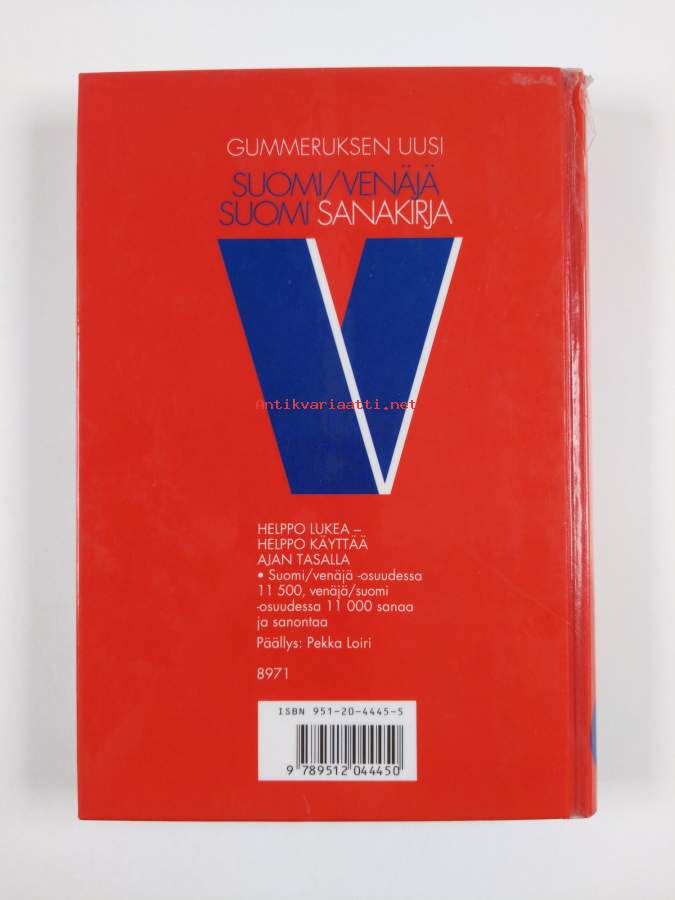 GUMMERUKSEN UUSI
SUOMI/VENÄJÄ
SUOMI SANAKIRJA
V
Antikvariaatti.net
HELPPO LUKEA –
HELPPO KÄYTTÄÄ
AJAN TASALLA
• Suomi/venäjä -osuudessa
11 500, venäjä/suomi
-osuudessa 11 000 sanaa
ja sanontaa
Päällys: Pekka Loiri
8971
ISBN 951-20-4445-5
9 789512 044450